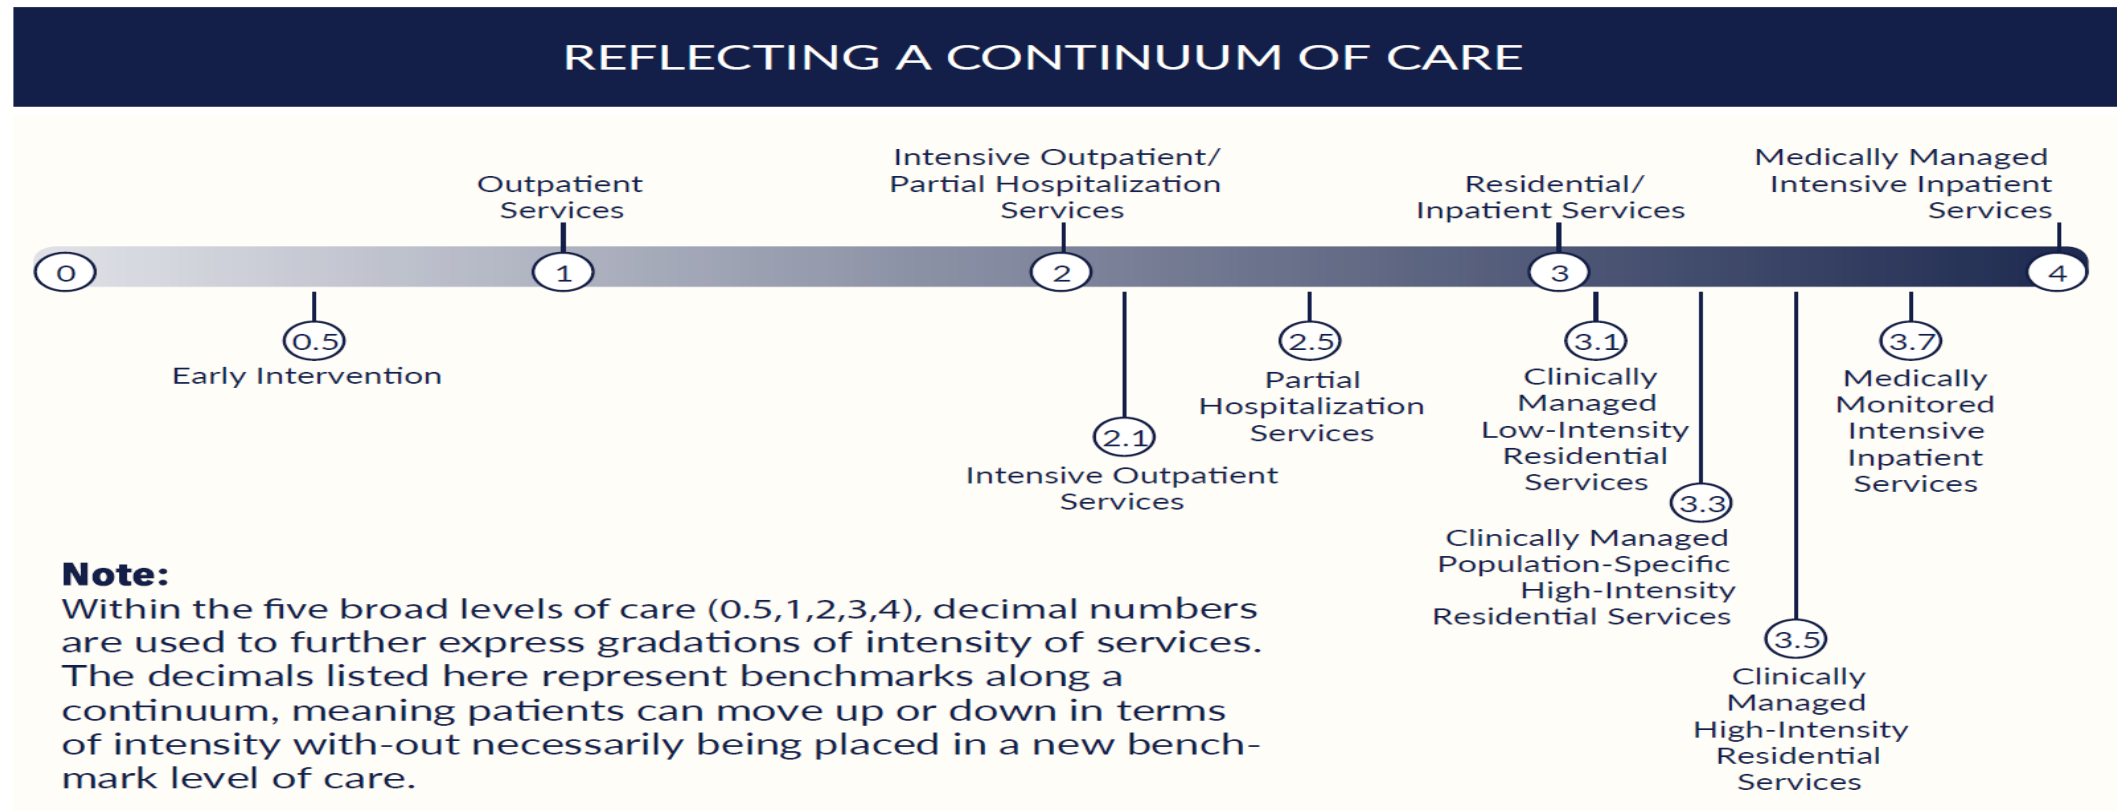 REFLECTING A CONTINUUM OF CARE
Outpatient
Services
Intensive Outpatient/
Partial Hospitalization
Services
Residential/
Inpatient Services
Medically Managed
Intensive Inpatient
Services
0
1
2
3
4
0.5
Early Intervention
2.1
Intensive Outpatient
Services
2.5
Partial
Hospitalization
Services
3.1
Clinically
Managed
Low-Intensity
Residential
Services
3.3
Clinically Managed
Population-Specific
High-Intensity
Residential Services
3.5
Clinically
Managed
High-Intensity
Residential
Services
3.7
Medically
Monitored
Intensive
Inpatient
Services
Note:
Within the five broad levels of care (0.5,1,2,3,4), decimal numbers
are used to further express gradations of intensity of services.
The decimals listed here represent benchmarks along a
continuum, meaning patients can move up or down in terms
of intensity with-out necessarily being placed in a new bench-
mark level of care.